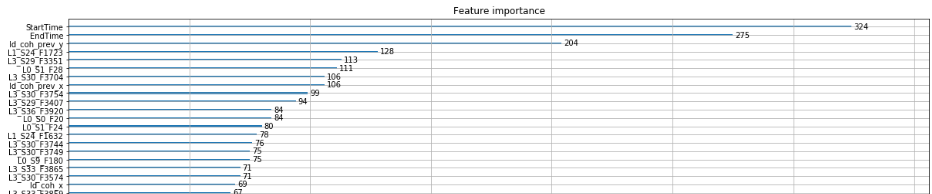 Feature importance
StartTime 324
EndTime 275
Id_coh_prev_y 204
L1_S24_F1723 128
L3_S29_F3351 113
L0_S1_F28 111
L3_S30_F3704 106
Id_coh_prev_x 106
L3_S30_F3754 99
L3_S29_F3407 94
L3_S36_F3920 84
L0_S0_F20 84
L0_S1_F24 80
L1_S24_F1632 78
L3_S30_F3744 76
L3_S30_F3749 75
L0_S9_F180 75
L3_S33_F3865 71
L3_S30_F3574 71
Id_coh_x 69
L3_S33_F3859 67